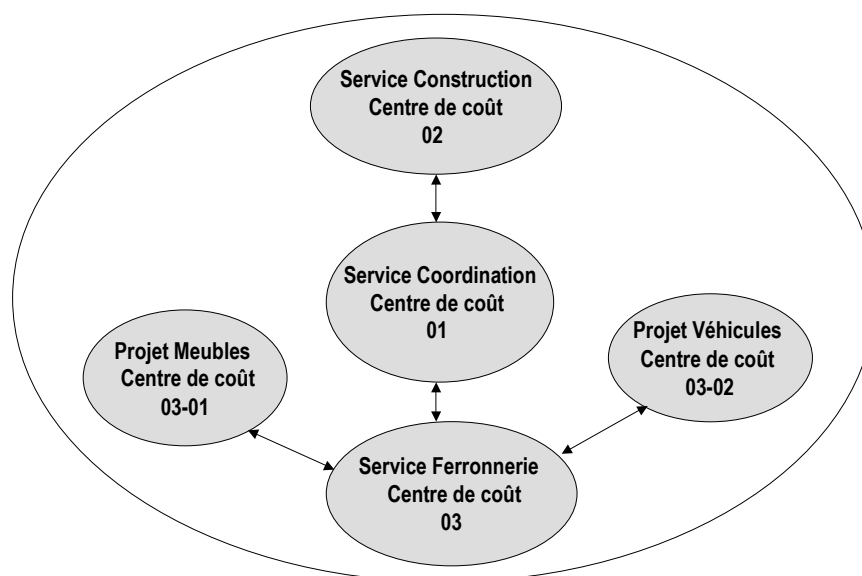 Service Construction
Centre de coût
02
Service Coordination
Centre de coût
01
Projet Meubles
Centre de coût
03-01
Projet Véhicules
Centre de coût
03-02
Service Ferronnerie
Centre de coût
03